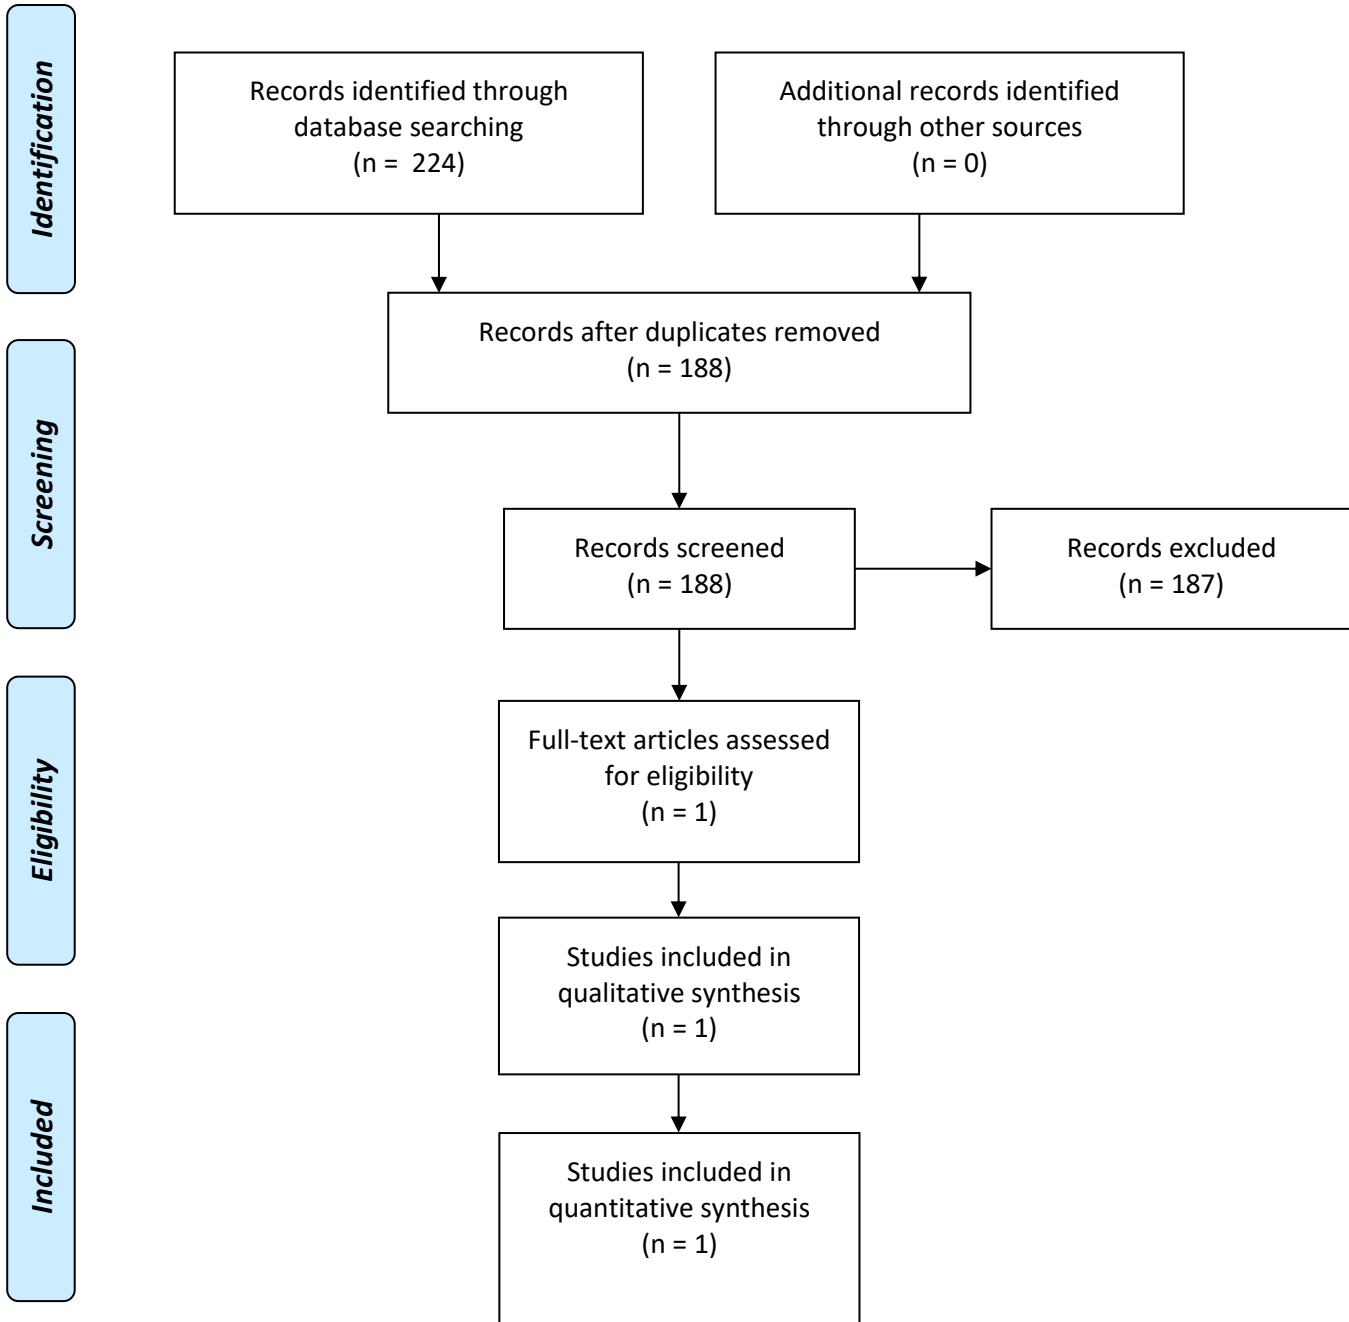 Identification
Records identified through
database searching
(n =  224)
Additional records identified
through other sources
(n = 0)
Records after duplicates removed
(n = 188)
Screening
Records screened
(n = 188)
Records excluded
(n = 187)
Eligibility
Full-text articles assessed
for eligibility
(n = 1)
Studies included in
qualitative synthesis
(n = 1)
Included
Studies included in
quantitative synthesis
(n = 1)